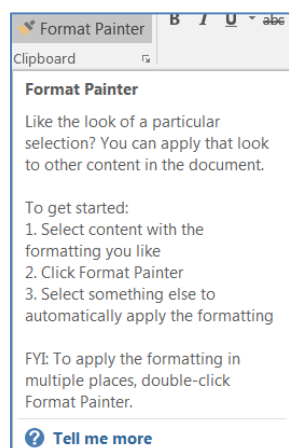 Format Painter
B I U abc
Clipboard
Format Painter
Like the look of a particular
selection? You can apply that look
to other content in the document.
To get started:
1. Select content with the
formatting you like
2. Click Format Painter
3. Select something else to
automatically apply the formatting
FYI: To apply the formatting in
multiple places, double-click
Format Painter.
? Tell me more